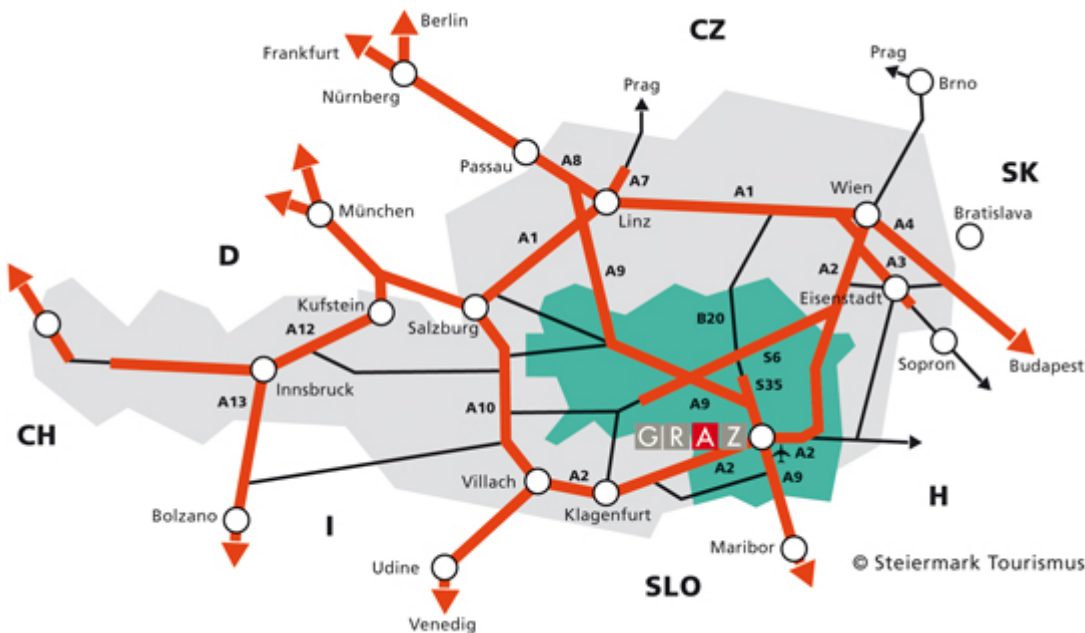 Berlin
CZ
Frankfurt
Prag
Brno
Nürnberg
Prag
Passau
A8
A7
A1
Wien
SK
München
Linz
A4
Bratislava
D
A1
A9
A2
A3
Kufstein
Salzburg
Eisenstadt
A12
B20
Sopron
Budapest
Innsbruck
S6
S35
A13
A10
A9
CH
GRAZ
A2
A2
A9
Villach
A2
Klagenfurt
H
Bolzano
I
Maribor
Udine
© Steiermark Tourismus
SLO
Venedig